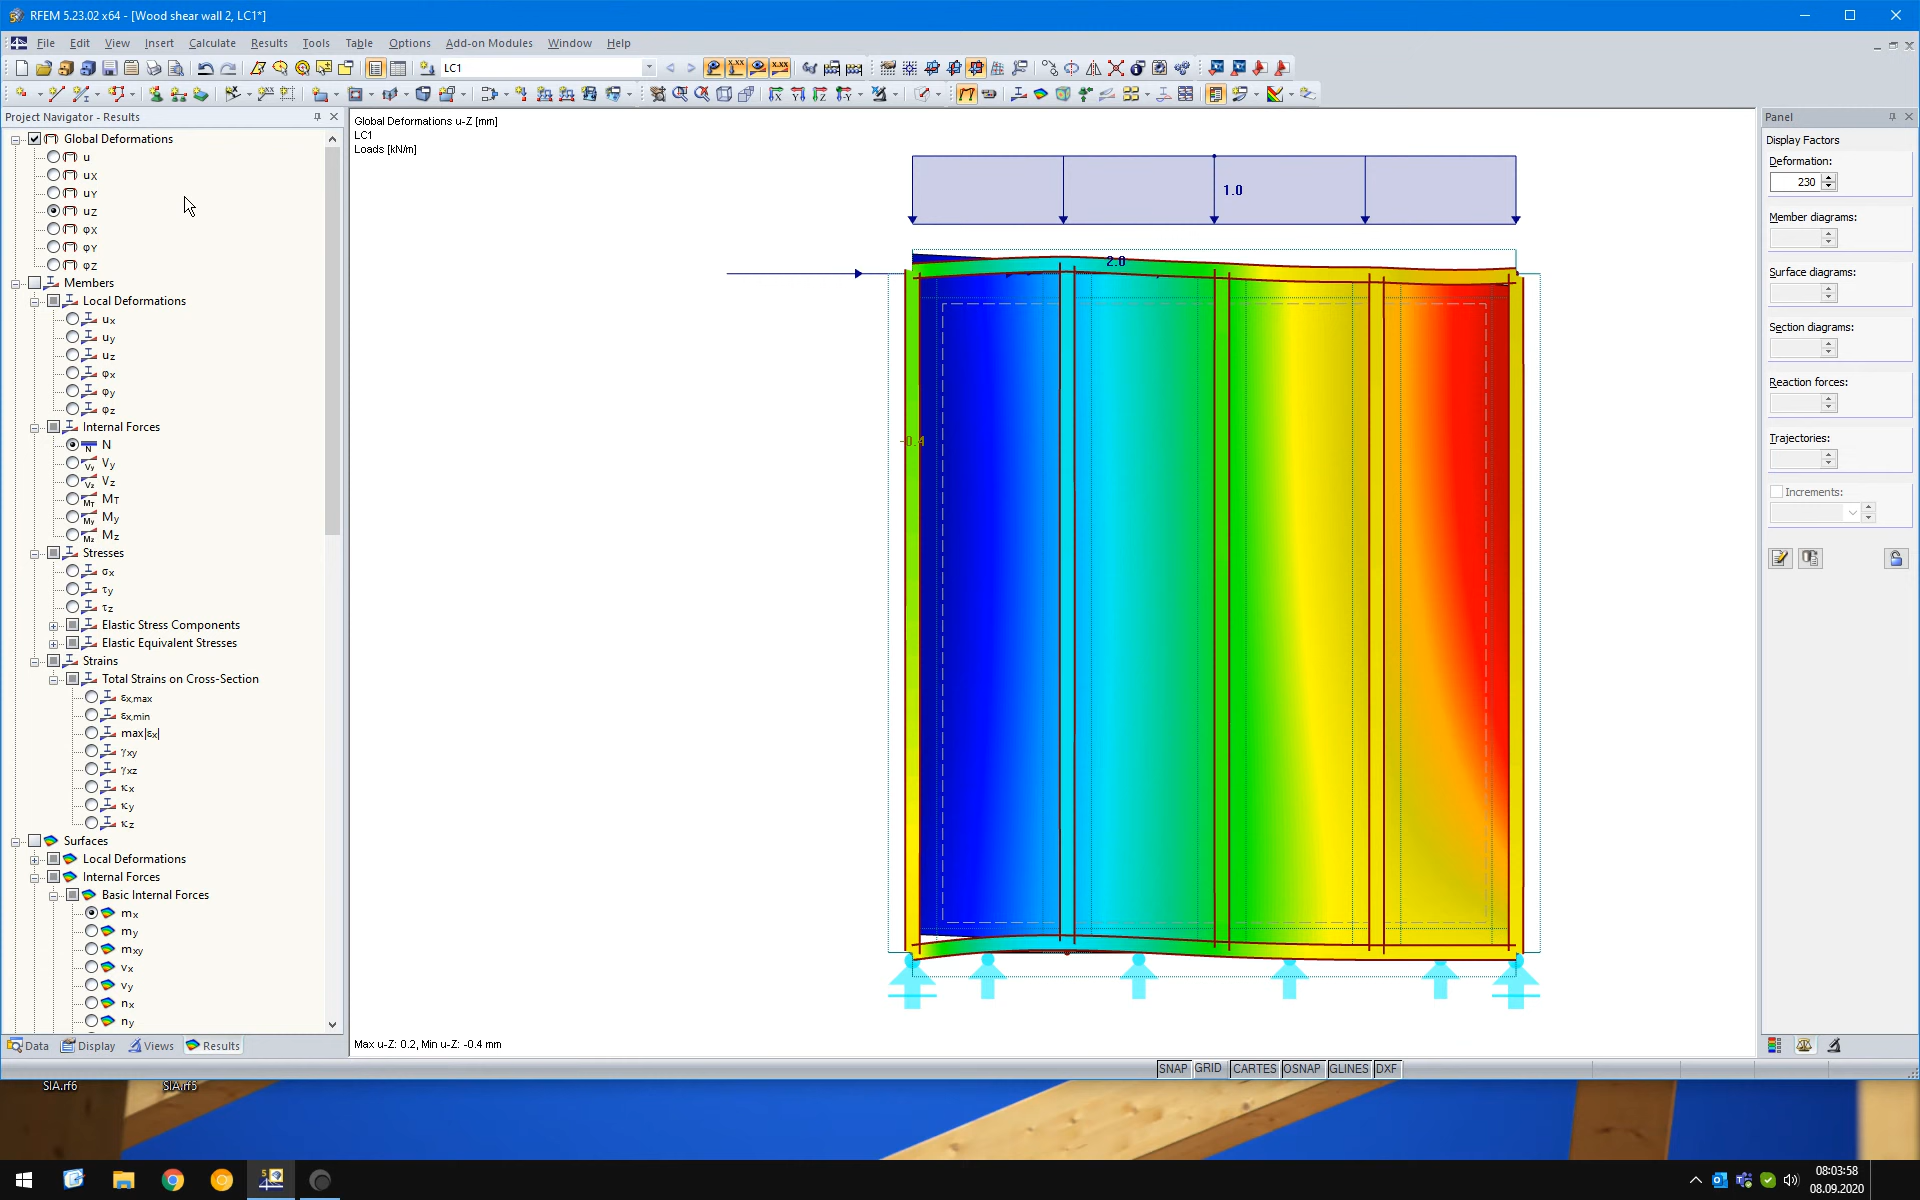 RFEM 5.23.02 x64 - [Wood shear wall 2, LC1*]
File Edit View Insert Calculate Results Tools Table Options Add-on Modules Window Help
LC1
Project Navigator - Results
Global Deformations
u
uX
uY
uZ
φX
φY
φZ
Members
Local Deformations
ux
uy
uz
φx
φy
φz
Internal Forces
N
Vy
Vz
MT
My
Mz
Stresses
σx
τy
τz
Elastic Stress Components
Elastic Equivalent Stresses
Strains
Total Strains on Cross-Section
εx,max
εx,min
max|εx|
γxy
γxz
κx
κy
κz
Surfaces
Local Deformations
Internal Forces
Basic Internal Forces
mx
my
mxy
vx
vy
nx
ny
Data Display Views Results
Global Deformations u-Z [mm]
LC1
Loads [kN/m]
1.0
2.0
-0.4
Max u-Z: 0.2, Min u-Z: -0.4 mm
Panel
Display Factors
Deformation:
230
Member diagrams:
Surface diagrams:
Section diagrams:
Reaction forces:
Trajectories:
Increments:
SNAP GRID CARTES OSNAP GLINES DXF
SIA.rf6 SIA.rf5
08:03:58
08.09.2020